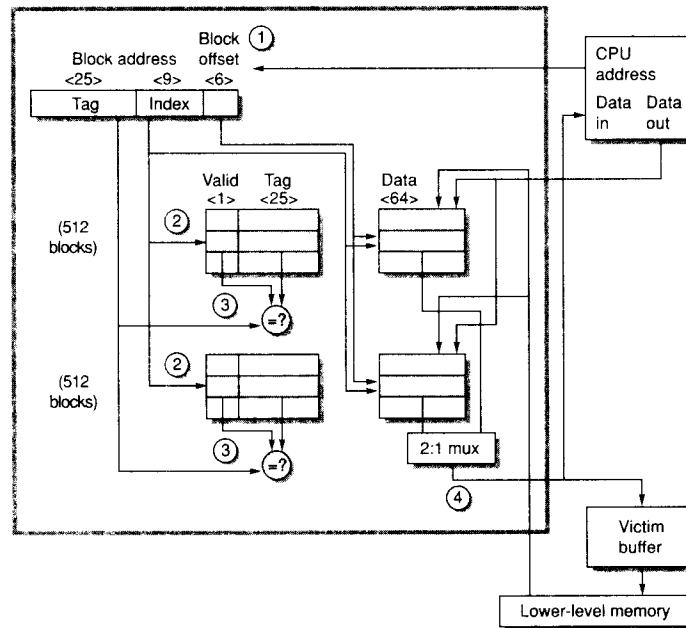 Block address
Block offset
1
<25>
<9>
<6>
Tag
Index
CPU address
Data in
Data out
Valid <1>
Tag <25>
Data <64>
(512 blocks)
2
3
=?
(512 blocks)
2
3
=?
2:1 mux
4
Victim buffer
Lower-level memory